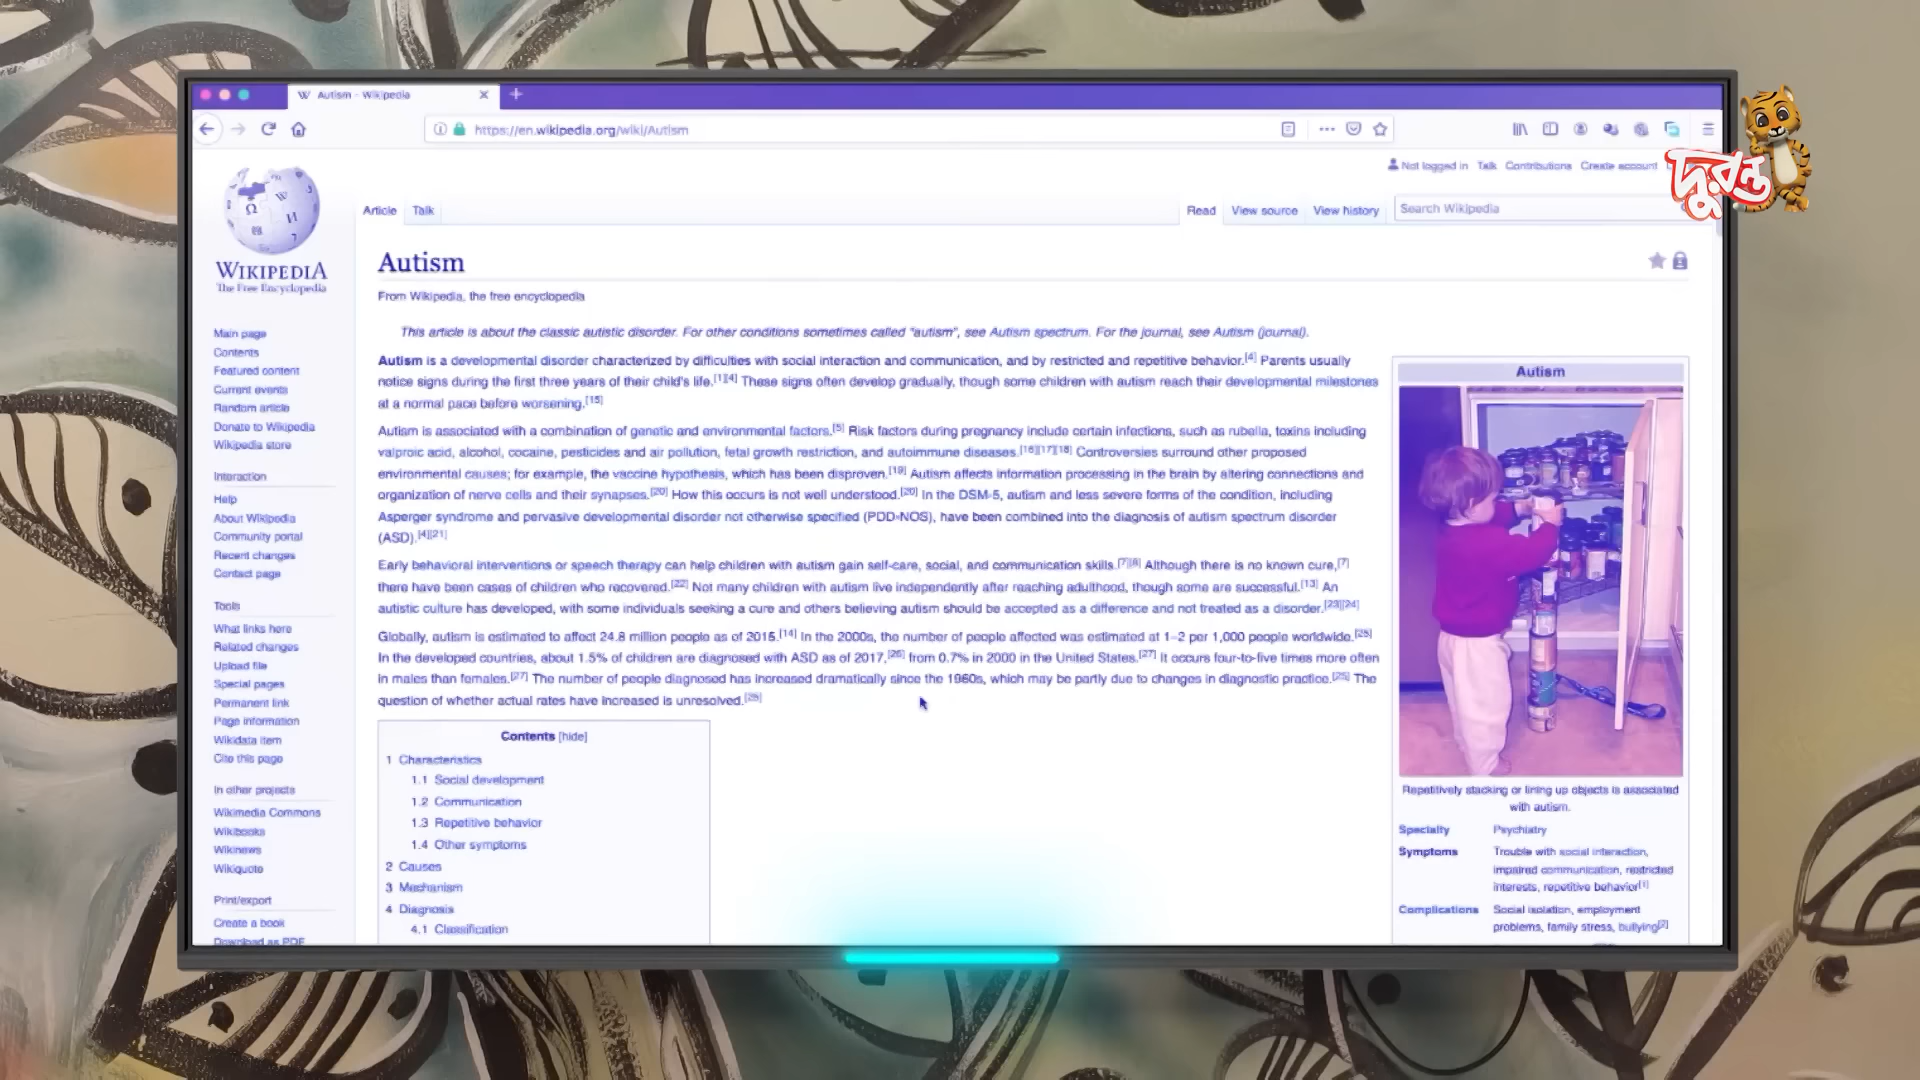 Autism - Wikipedia
https://en.wikipedia.org/wiki/Autism
Not logged in Talk Contributions Create account
দুরন্ত
Article Talk Read View source View history Search Wikipedia
WIKIPEDIA
The Free Encyclopedia
Main page
Contents
Featured content
Current events
Random article
Donate to Wikipedia
Wikipedia store
Interaction
Help
About Wikipedia
Community portal
Recent changes
Contact page
Tools
What links here
Related changes
Upload file
Special pages
Permanent link
Page information
Wikidata item
Cite this page
In other projects
Wikimedia Commons
Wikibooks
Wikinews
Wikiquote
Print/export
Create a book
Download as PDF
Autism
From Wikipedia, the free encyclopedia
This article is about the classic autistic disorder. For other conditions sometimes called "autism", see Autism spectrum. For the journal, see Autism (journal).
Autism is a developmental disorder characterized by difficulties with social interaction and communication, and by restricted and repetitive behavior.[4] Parents usually
notice signs during the first three years of their child's life.[1][4] These signs often develop gradually, though some children with autism reach their developmental milestones
at a normal pace before worsening.[15]
Autism is associated with a combination of genetic and environmental factors.[5] Risk factors during pregnancy include certain infections, such as rubella, toxins including
valproic acid, alcohol, cocaine, pesticides and air pollution, fetal growth restriction, and autoimmune diseases.[16][17][18] Controversies surround other proposed
environmental causes; for example, the vaccine hypothesis, which has been disproven.[19] Autism affects information processing in the brain by altering connections and
organization of nerve cells and their synapses.[20] How this occurs is not well understood.[20] In the DSM-5, autism and less severe forms of the condition, including
Asperger syndrome and pervasive developmental disorder not otherwise specified (PDD-NOS), have been combined into the diagnosis of autism spectrum disorder
(ASD).[4][21]
Early behavioral interventions or speech therapy can help children with autism gain self-care, social, and communication skills.[7][8] Although there is no known cure,[7]
there have been cases of children who recovered.[22] Not many children with autism live independently after reaching adulthood, though some are successful.[13] An
autistic culture has developed, with some individuals seeking a cure and others believing autism should be accepted as a difference and not treated as a disorder.[23][24]
Globally, autism is estimated to affect 24.8 million people as of 2015.[14] In the 2000s, the number of people affected was estimated at 1–2 per 1,000 people worldwide.[25]
In the developed countries, about 1.5% of children are diagnosed with ASD as of 2017,[26] from 0.7% in 2000 in the United States.[27] It occurs four-to-five times more often
in males than females.[27] The number of people diagnosed has increased dramatically since the 1960s, which may be partly due to changes in diagnostic practice.[25] The
question of whether actual rates have increased is unresolved.[25]
Contents [hide]
1 Characteristics
1.1 Social development
1.2 Communication
1.3 Repetitive behavior
1.4 Other symptoms
2 Causes
3 Mechanism
4 Diagnosis
4.1 Classification
Autism
Repetitively stacking or lining up objects is associated
with autism.
Specialty Psychiatry
Symptoms Trouble with social interaction,
impaired communication, restricted
interests, repetitive behavior[1]
Complications Social isolation, employment
problems, family stress, bullying[2]